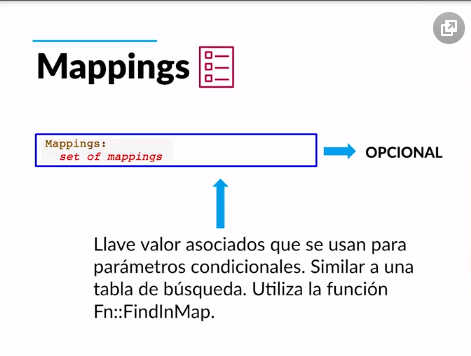 Mappings
Mappings:
set of mappings
OPCIONAL
Llave valor asociados que se usan para
parámetros condicionales. Similar a una
tabla de búsqueda. Utiliza la función
Fn::FindInMap.